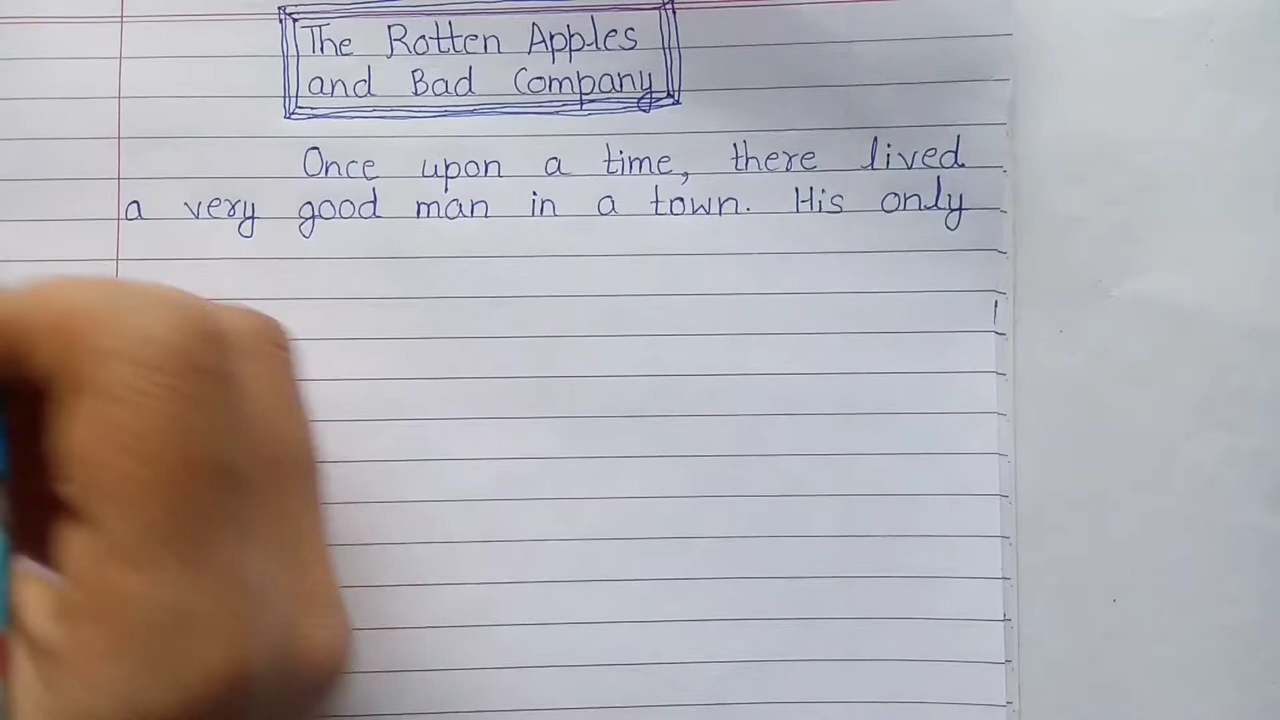 The Rotten Apples
and Bad Company
Once upon a time, there lived
a very good man in a town. His only